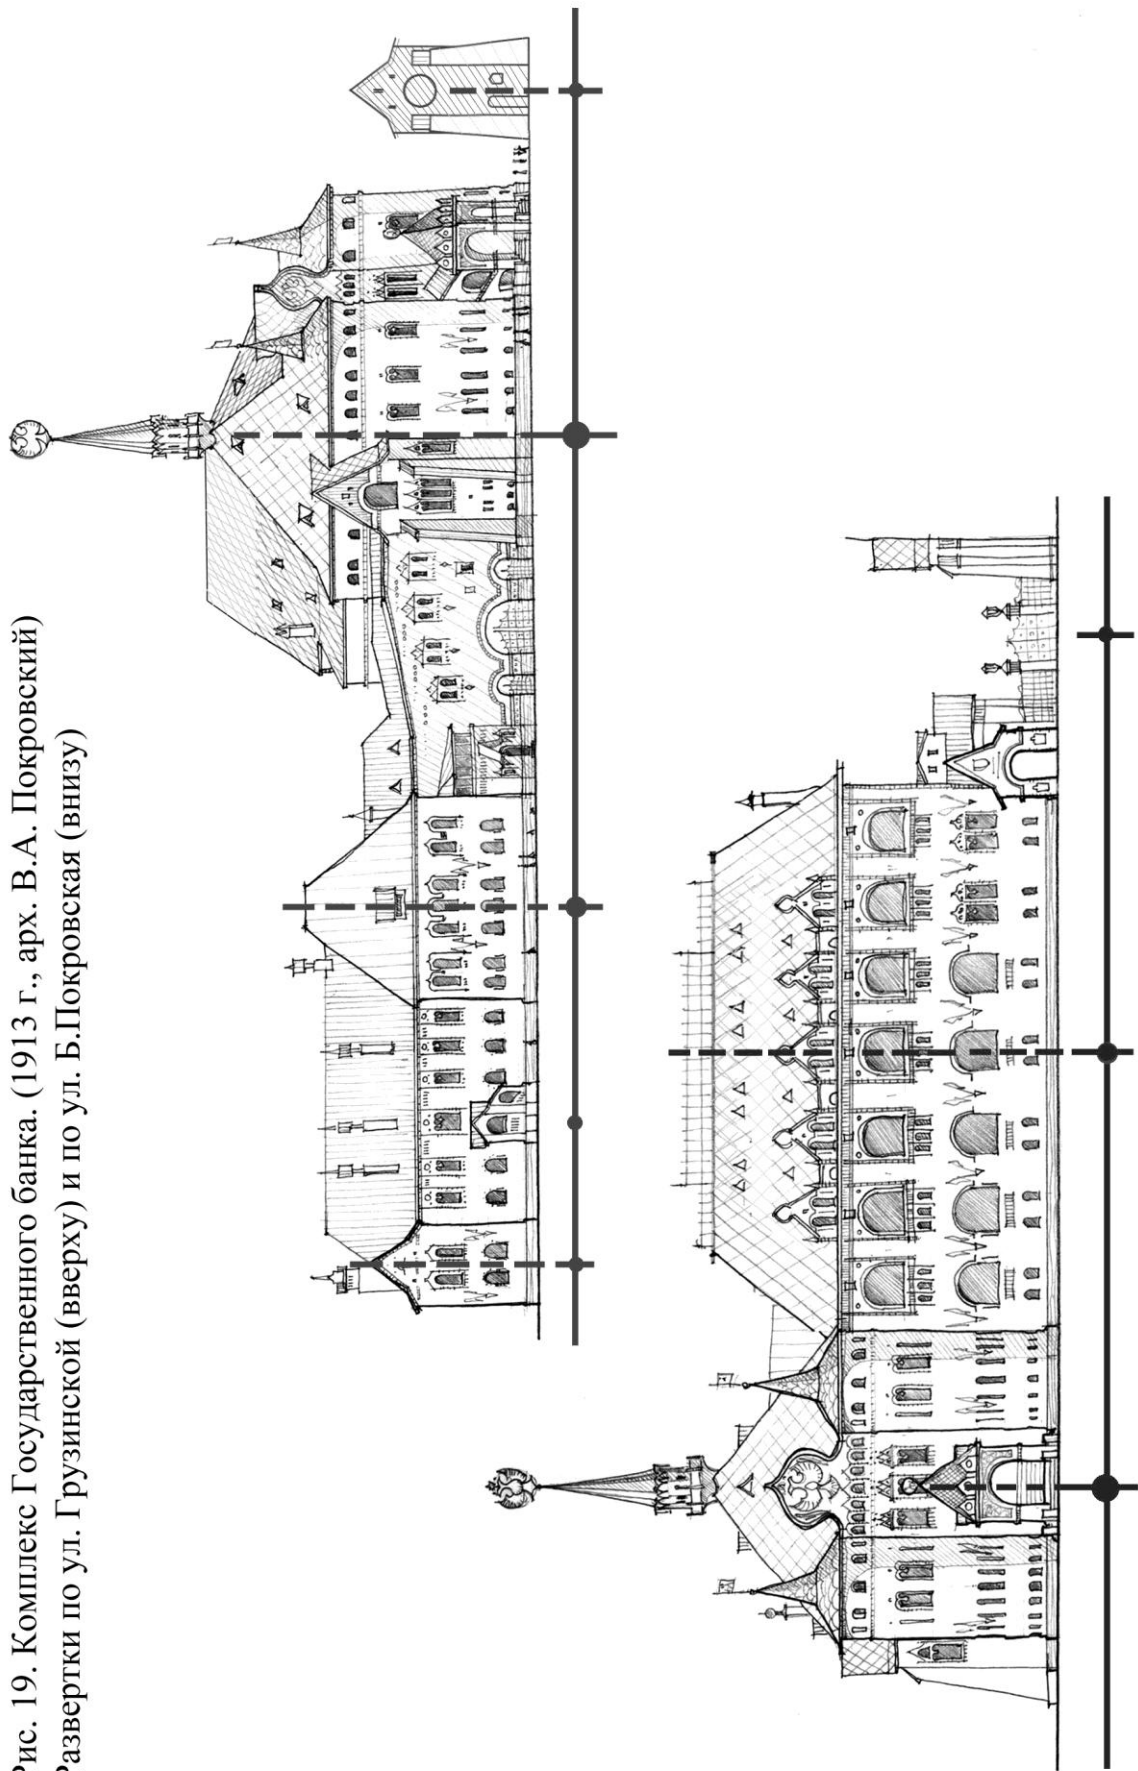 Рис. 19. Комплекс Государственного банка. (1913 г., арх. В.А. Покровский)
Развертки по ул. Грузинской (вверху) и по ул. Б.Покровская (внизу)